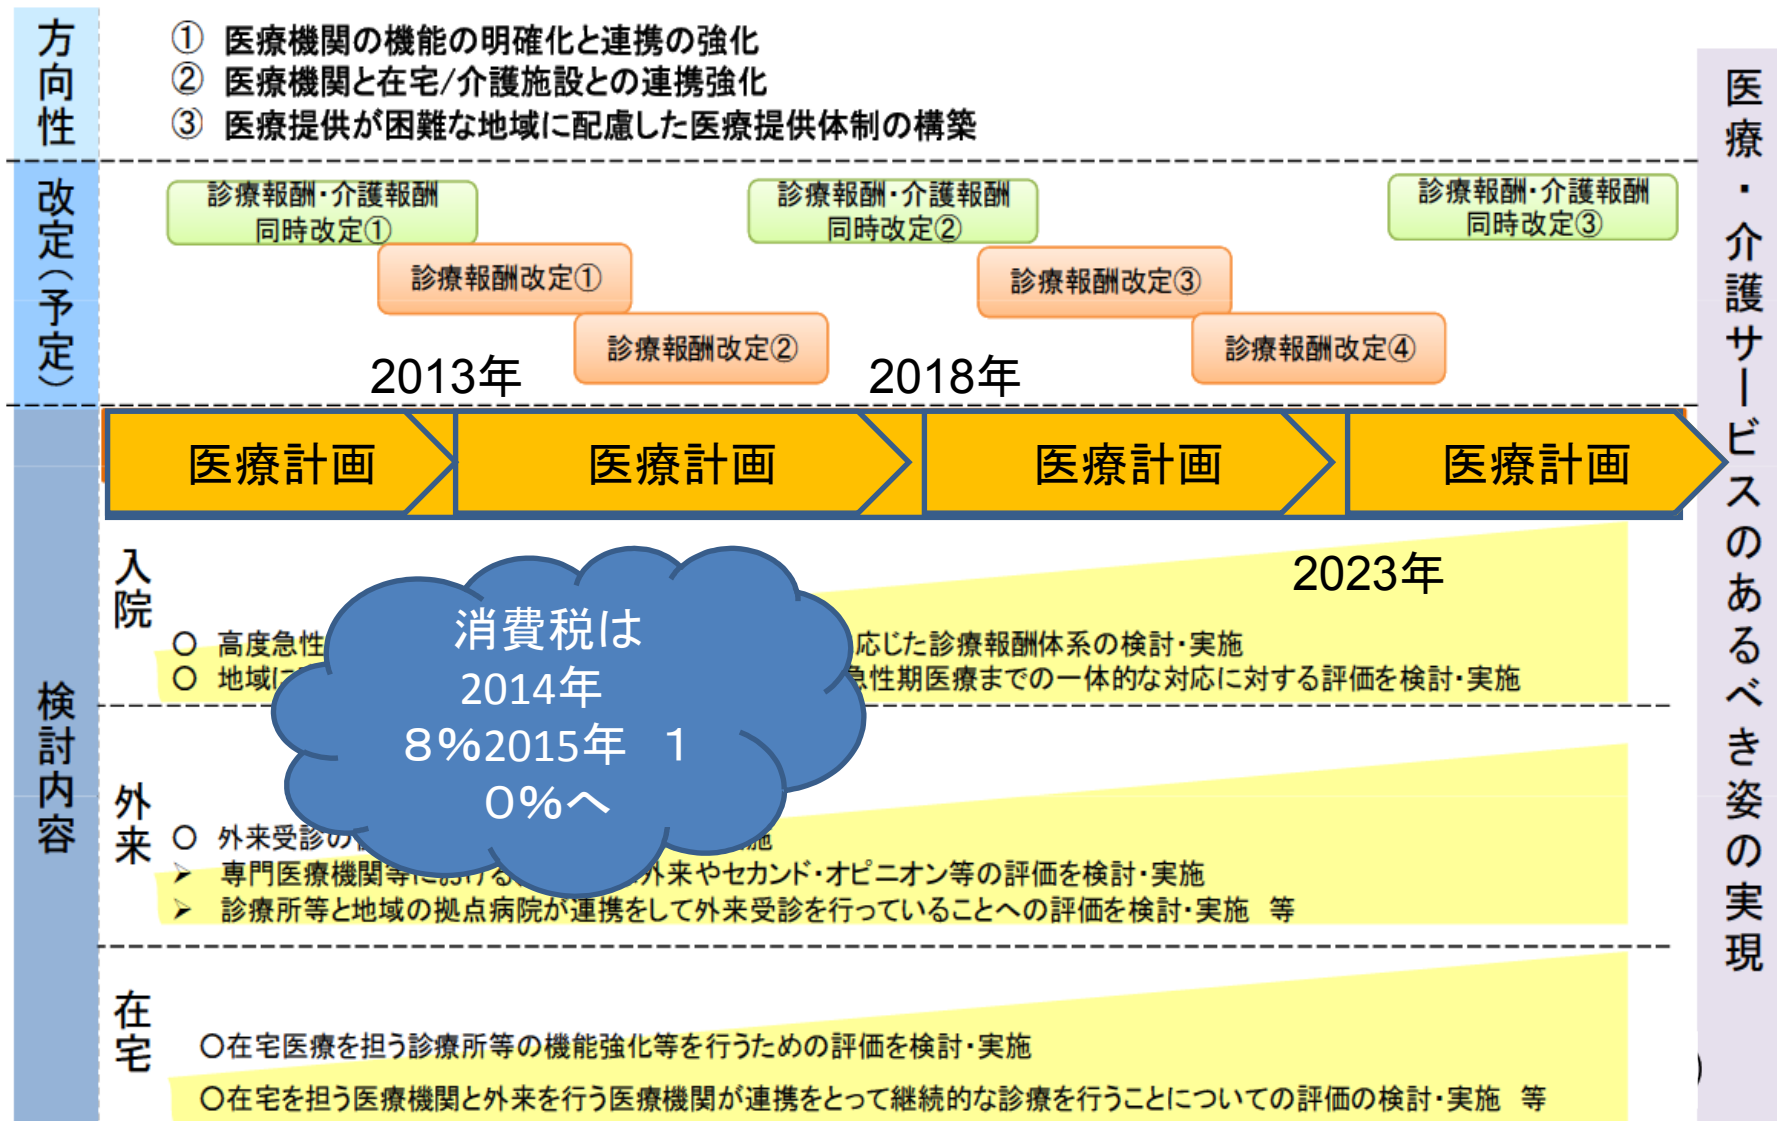 方向性
① 医療機関の機能の明確化と連携の強化
② 医療機関と在宅/介護施設との連携強化
③ 医療提供が困難な地域に配慮した医療提供体制の構築
改定(予定)
診療報酬・介護報酬
同時改定①
診療報酬・介護報酬
同時改定②
診療報酬・介護報酬
同時改定③
診療報酬改定①
診療報酬改定③
診療報酬改定②
診療報酬改定④
2013年
2018年
医療計画
医療計画
医療計画
医療計画
2023年
検討内容
入院
○ 高度急性
応じた診療報酬体系の検討・実施
○ 地域に
急性期医療までの一体的な対応に対する評価を検討・実施
消費税は
2014年
8%2015年 1
0%へ
外来
○ 外来受診の
施
➢ 専門医療機関等における
外来やセカンド・オピニオン等の評価を検討・実施
➢ 診療所等と地域の拠点病院が連携をして外来受診を行っていることへの評価を検討・実施 等
在宅
○在宅医療を担う診療所等の機能強化等を行うための評価を検討・実施
)
○在宅を担う医療機関と外来を行う医療機関が連携をとって継続的な診療を行うことについての評価の検討・実施 等
医療・介護サービスのあるべき姿の実現